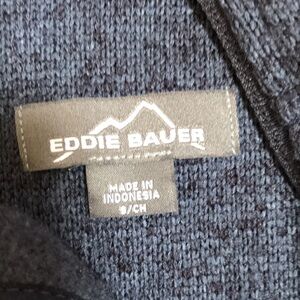 EDDIE BAUER
MADE IN
INDONESIA
S/CH